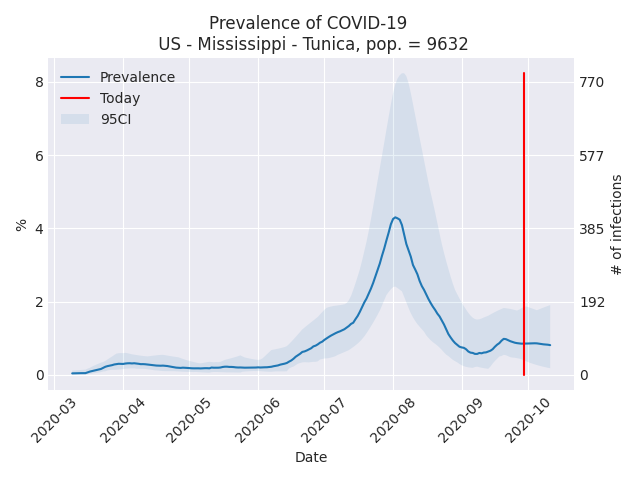 Prevalence of COVID-19
US - Mississippi - Tunica, pop. = 9632
Prevalence
Today
95CI
8
6
4
2
0
%
770
577
385
192
0
# of infections
2020-03
2020-04
2020-05
2020-06
2020-07
2020-08
2020-09
2020-10
Date